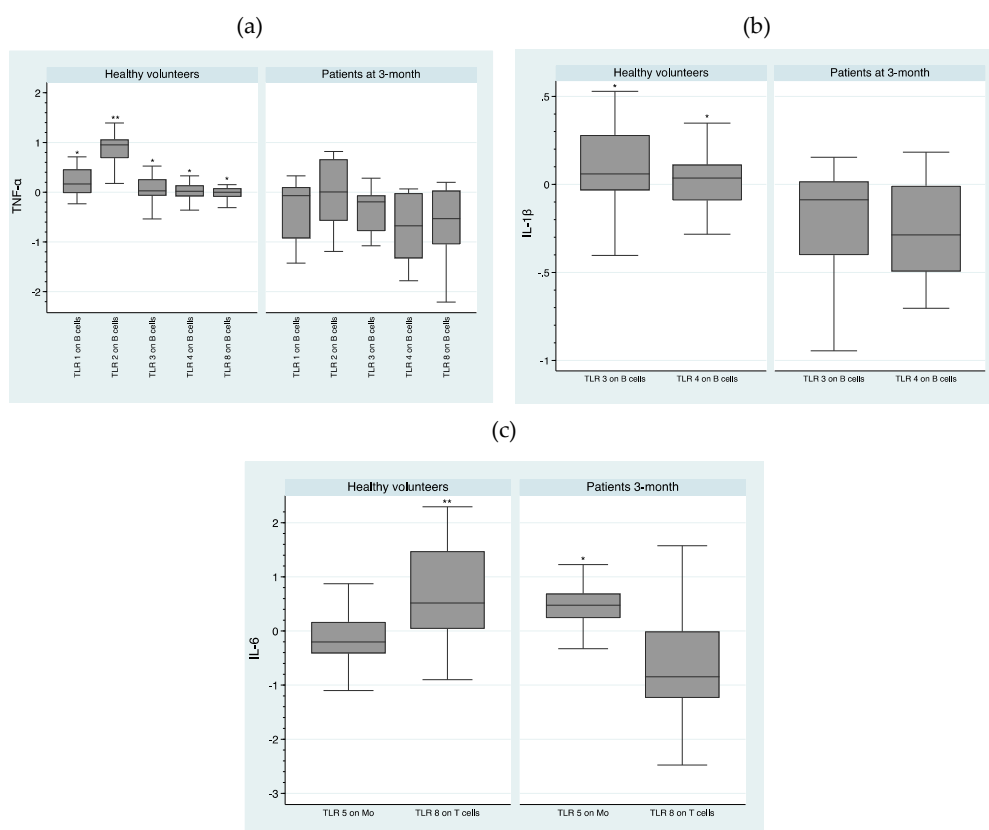 (a)
Healthy volunteers
Patients at 3-month
TNF-α
2
1
0
-1
-2
*
**
*
*
*
TLR 1 on B cells
TLR 2 on B cells
TLR 3 on B cells
TLR 4 on B cells
TLR 8 on B cells
TLR 1 on B cells
TLR 2 on B cells
TLR 3 on B cells
TLR 4 on B cells
TLR 8 on B cells
(b)
Healthy volunteers
Patients at 3-month
IL-1β
.5
0
-.5
-1
*
*
TLR 3 on B cells
TLR 4 on B cells
TLR 3 on B cells
TLR 4 on B cells
(c)
Healthy volunteers
Patients 3-month
IL-6
2
1
0
-1
-2
-3
**
*
TLR 5 on Mo
TLR 8 on T cells
TLR 5 on Mo
TLR 8 on T cells